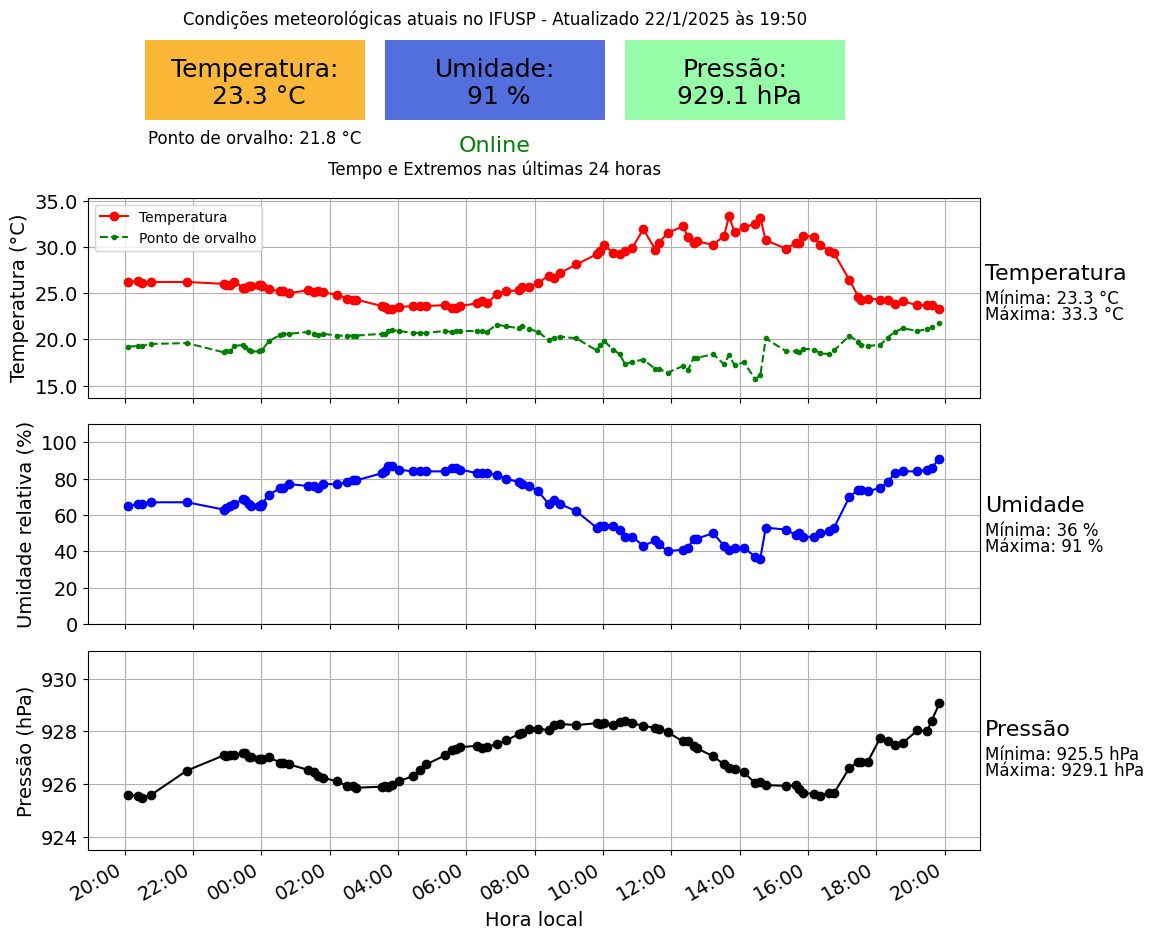 Condições meteorológicas atuais no IFUSP - Atualizado 22/1/2025 às 19:50
Temperatura:
23.3 °C
Umidade:
91 %
Pressão:
929.1 hPa
Ponto de orvalho: 21.8 °C
Online
Tempo e Extremos nas últimas 24 horas
Temperatura (°C)
35.0
30.0
25.0
20.0
15.0
Temperatura
Ponto de orvalho
Temperatura
Mínima: 23.3 °C
Máxima: 33.3 °C
Umidade relativa (%)
100
80
60
40
20
0
Umidade
Mínima: 36 %
Máxima: 91 %
Pressão (hPa)
930
928
926
924
Pressão
Mínima: 925.5 hPa
Máxima: 929.1 hPa
20:00 22:00 00:00 02:00 04:00 06:00 08:00 10:00 12:00 14:00 16:00 18:00 20:00
Hora local